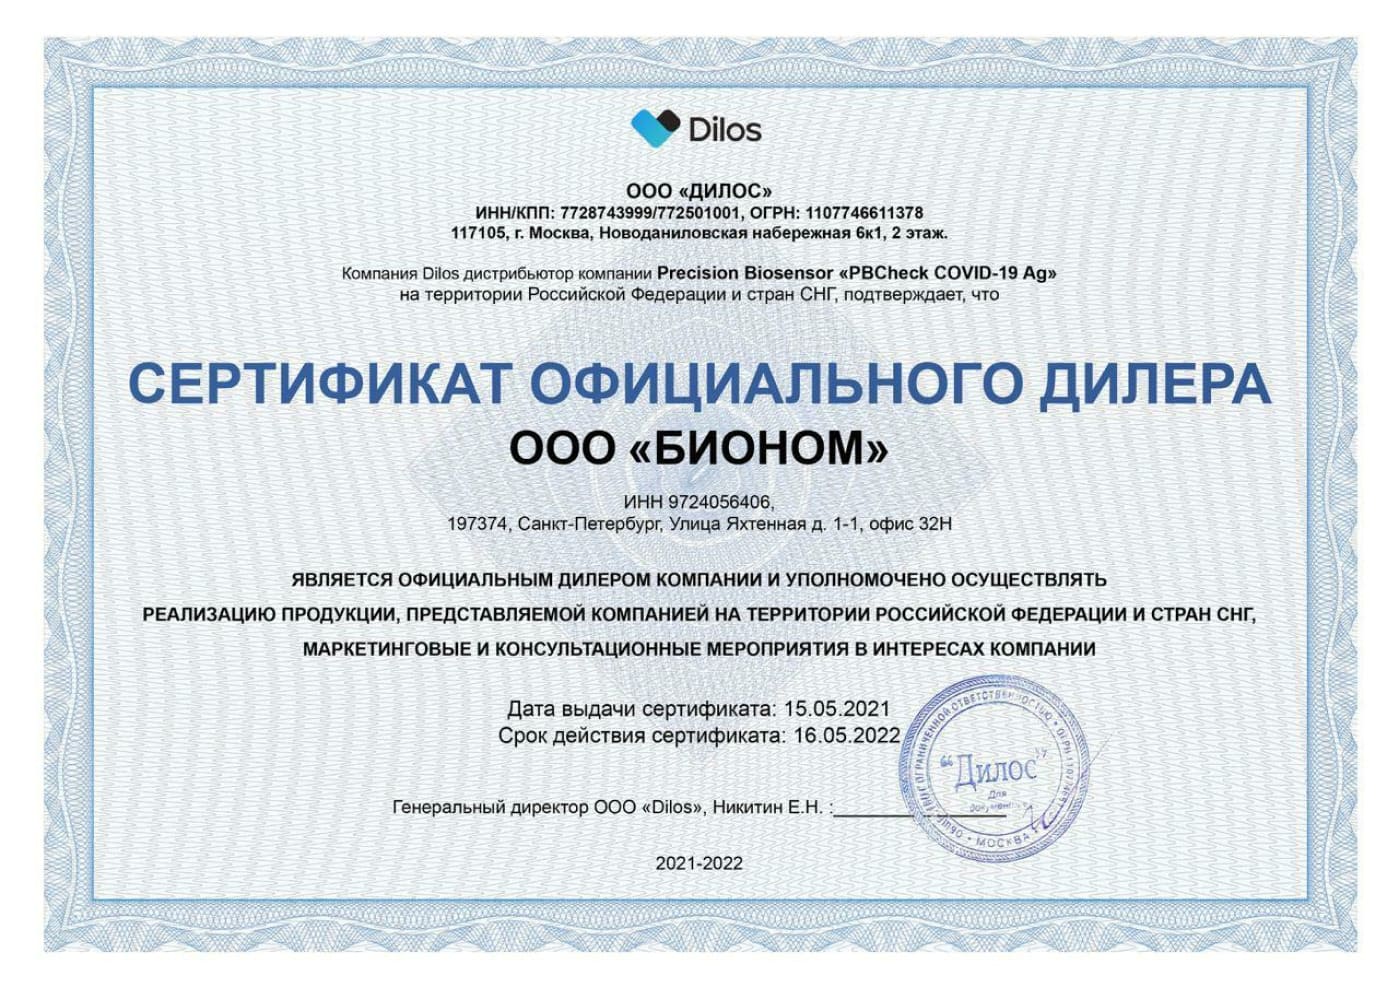 Dilos
ООО «ДИЛОС»
ИНН/КПП: 7728743999/772501001, ОГРН: 1107746611378
117105, г. Москва, Новоданиловская набережная 6к1, 2 этаж.
Компания Dilos дистрибьютор компании Precision Biosensor «PBCheck COVID-19 Ag»
на территории Российской Федерации и стран СНГ, подтверждает, что
СЕРТИФИКАТ ОФИЦИАЛЬНОГО ДИЛЕРА
ООО «БИОНОМ»
ИНН 9724056406,
197374, Санкт-Петербург, Улица Яхтенная д. 1-1, офис 32Н
ЯВЛЯЕТСЯ ОФИЦИАЛЬНЫМ ДИЛЕРОМ КОМПАНИИ И УПОЛНОМОЧЕНО ОСУЩЕСТВЛЯТЬ
РЕАЛИЗАЦИЮ ПРОДУКЦИИ, ПРЕДСТАВЛЯЕМОЙ КОМПАНИЕЙ НА ТЕРРИТОРИИ РОССИЙСКОЙ ФЕДЕРАЦИИ И СТРАН СНГ,
МАРКЕТИНГОВЫЕ И КОНСУЛЬТАЦИОННЫЕ МЕРОПРИЯТИЯ В ИНТЕРЕСАХ КОМПАНИИ
Дата выдачи сертификата: 15.05.2021
Срок действия сертификата: 16.05.2022
ОГРАНИЧЕННОЙ ОТВЕТСТВЕННОСТЬЮ • ОГРН
"Дилос"
Для
• МОСКВА •
Генеральный директор ООО «Dilos», Никитин Е.Н. :
2021-2022